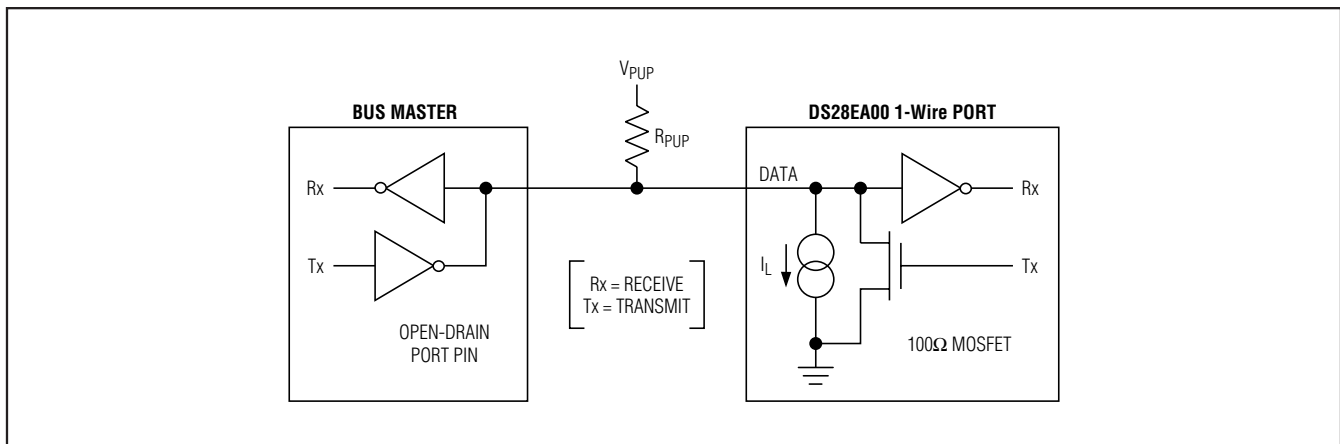 V_PUP
BUS MASTER
DS28EA00 1-Wire PORT
R_PUP
Rx
DATA
Rx
Tx
I_L
Tx
Rx = RECEIVE
Tx = TRANSMIT
OPEN-DRAIN
PORT PIN
100Ω MOSFET